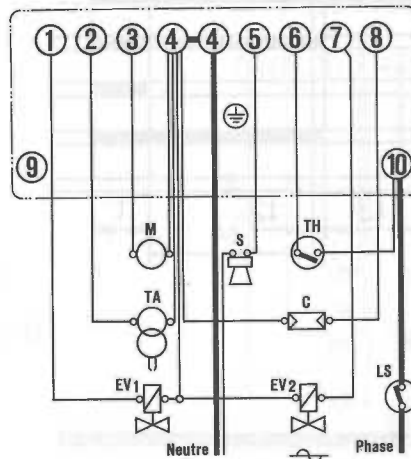 1 2 3 4 4 5 6 7 8
9 10
M S TH
TA C
EV1 EV2 LS
Neutre Phase